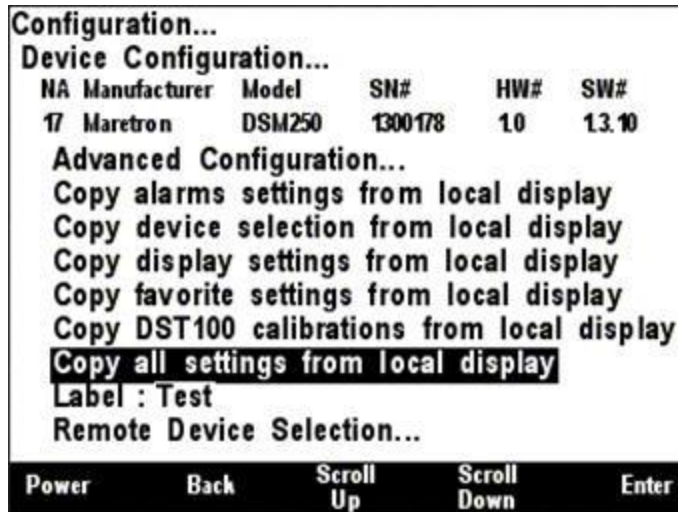 Configuration...
Device Configuration...
NA Manufacturer Model SN# HW# SW#
17 Maretron DSM250 1300178 1.0 1.3.10
Advanced Configuration...
Copy alarms settings from local display
Copy device selection from local display
Copy display settings from local display
Copy favorite settings from local display
Copy DST100 calibrations from local display
Copy all settings from local display
Label : Test
Remote Device Selection...
Power Back Scroll Up Scroll Down Enter